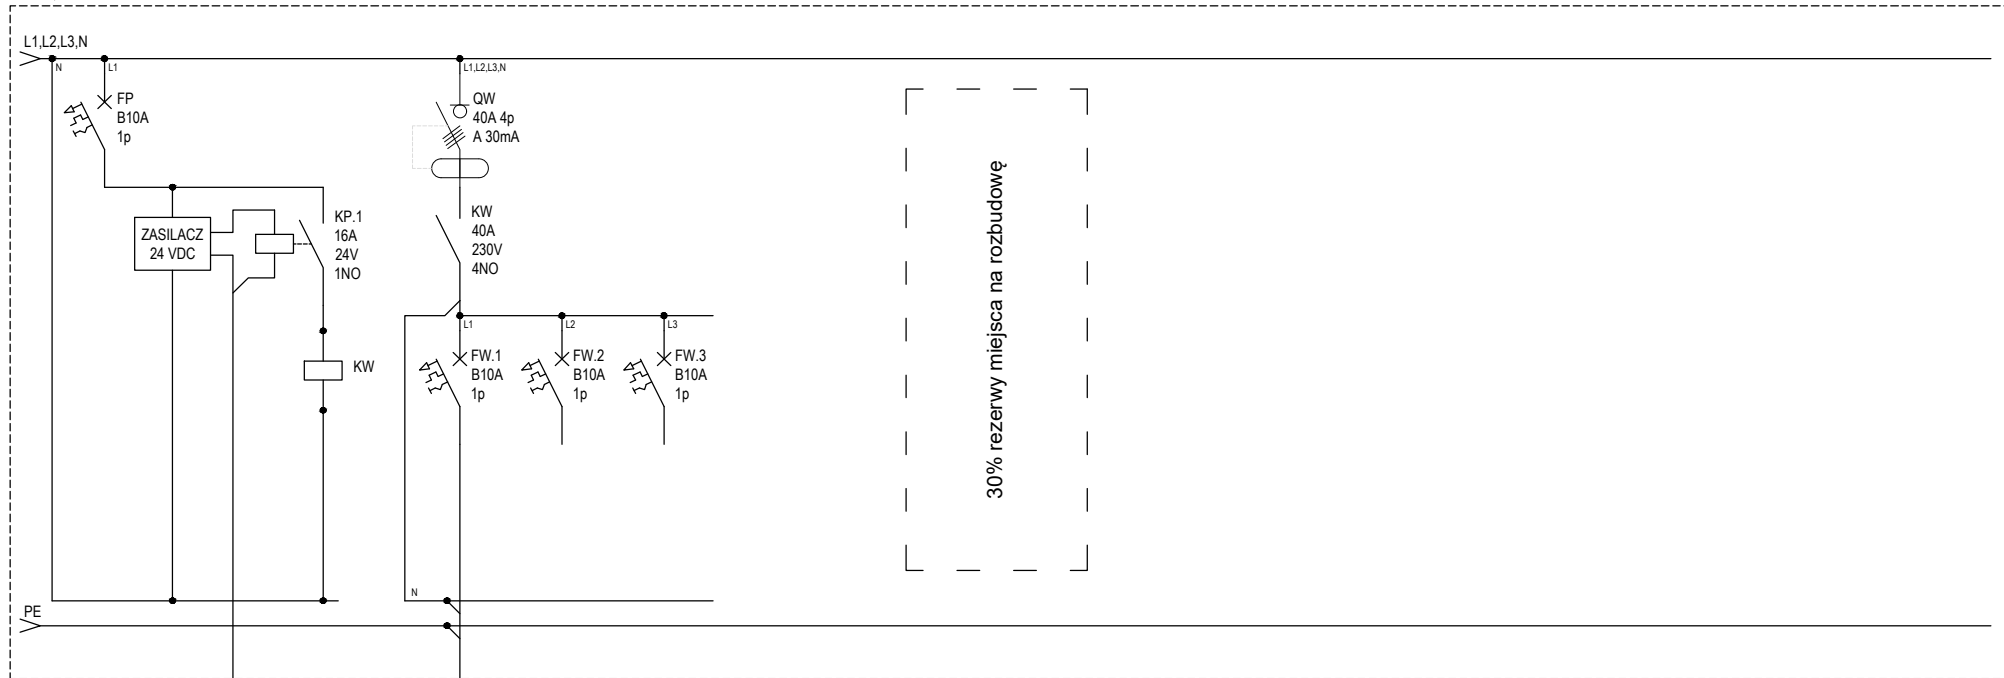 L1,L2,L3,N
N
L1
L1,L2,L3,N
FP
B10A
1p
QW
40A 4p
A 30mA
ZASILACZ
24 VDC
KP.1
16A
24V
1NO
KW
40A
230V
4NO
30% rezerwy miejsca na rozbudowę
L1
L2
L3
KW
FW.1
B10A
1p
FW.2
B10A
1p
FW.3
B10A
1p
N
PE